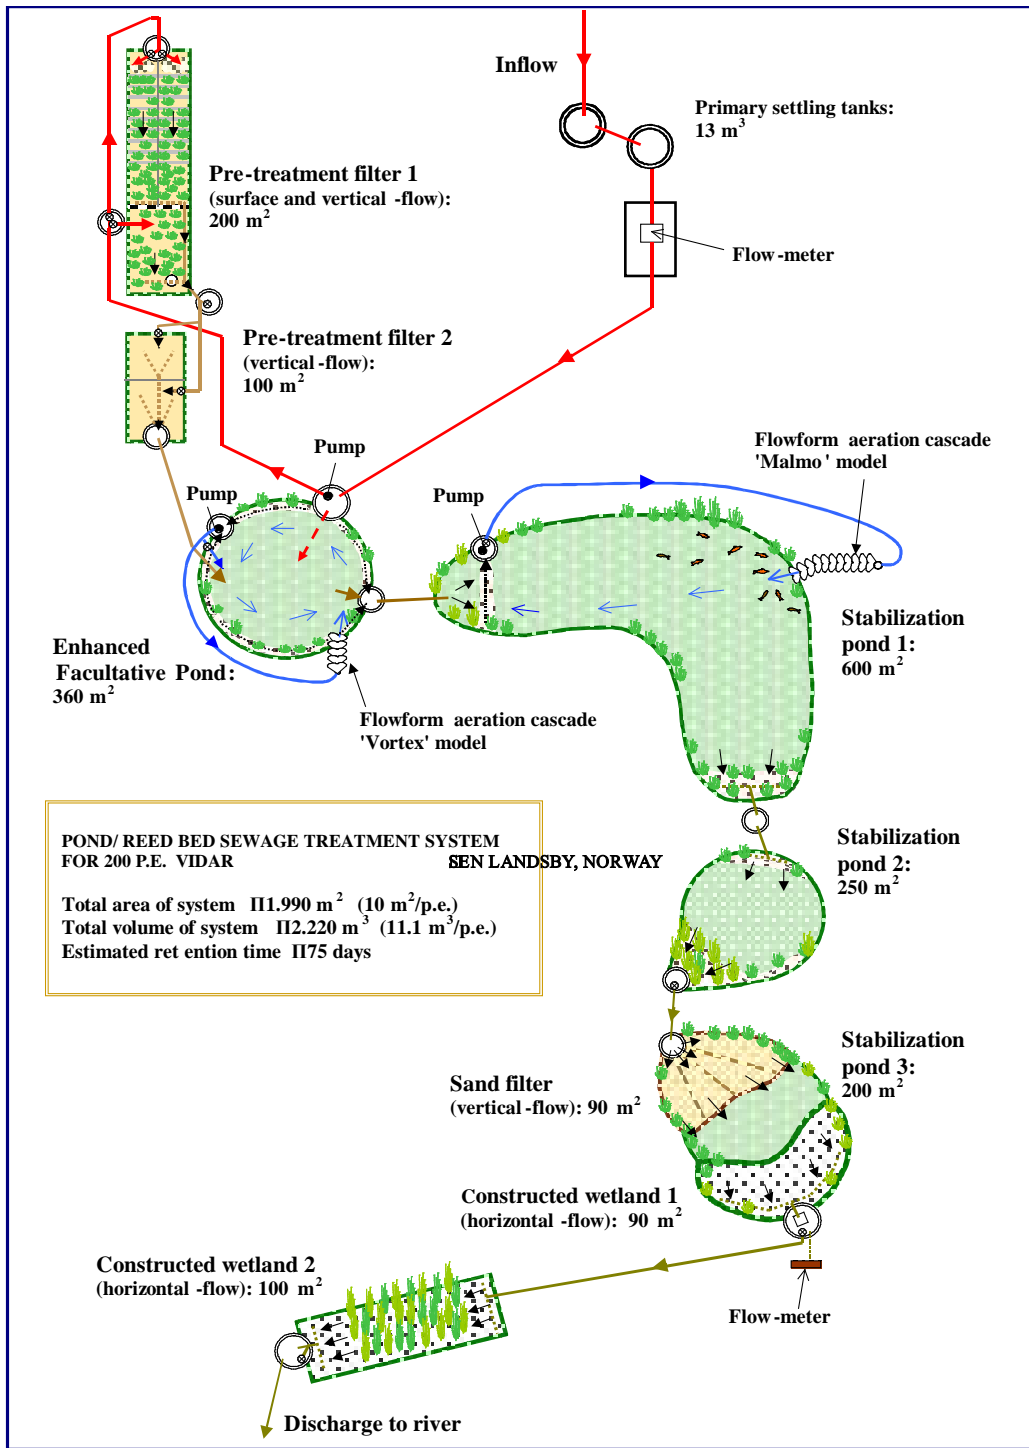 Inflow
Primary settling tanks:
13 m³
Pre-treatment filter 1
(surface and vertical -flow):
200 m²
Flow-meter
Pre-treatment filter 2
(vertical -flow):
100 m²
Pump
Pump
Pump
Flowform aeration cascade
'Malmo ' model
Stabilization
pond 1:
600 m²
Enhanced
Facultative Pond:
360 m²
Flowform aeration cascade
'Vortex' model
POND/ REED BED SEWAGE TREATMENT SYSTEM
FOR 200 P.E. VIDAR SEN LANDSBY, NORWAY
Total area of system Π1.990 m² (10 m²/p.e.)
Total volume of system Π2.220 m³ (11.1 m³/p.e.)
Estimated ret ention time Π75 days
Stabilization
pond 2:
250 m²
Stabilization
pond 3:
200 m²
Sand filter
(vertical -flow): 90 m²
Constructed wetland 1
(horizontal -flow): 90 m²
Constructed wetland 2
(horizontal -flow): 100 m²
Flow-meter
Discharge to river